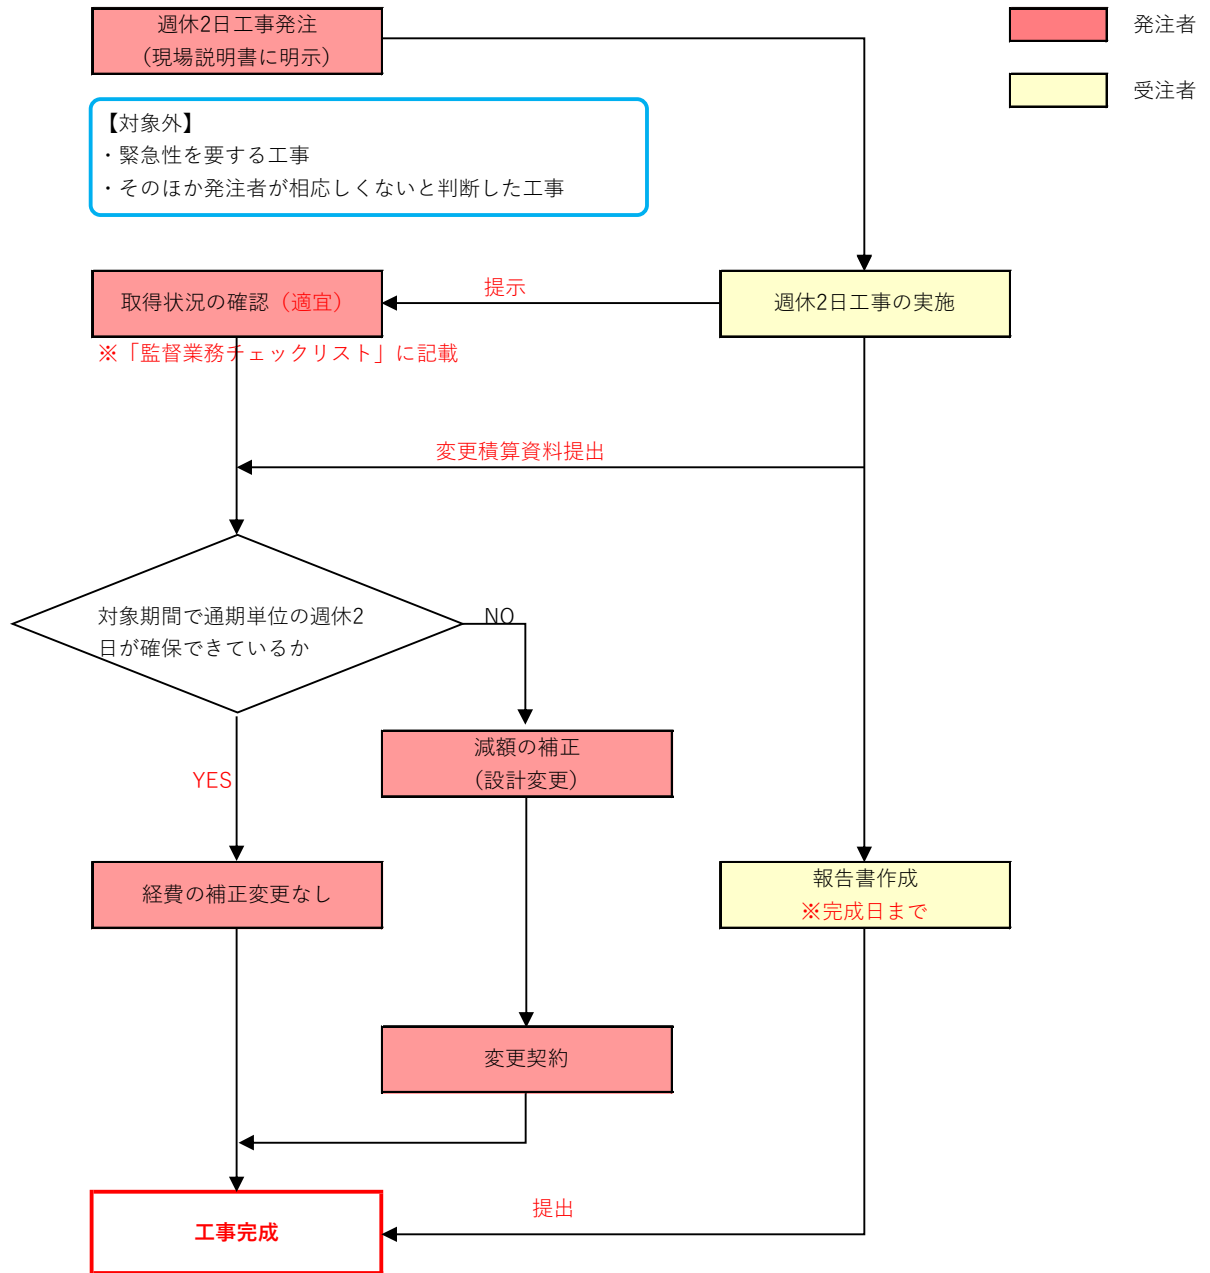 週休2日工事発注
（現場説明書に明示）
発注者
受注者
【対象外】
・緊急性を要する工事
・そのほか発注者が相応しくないと判断した工事
取得状況の確認（適宜）
提示
週休2日工事の実施
※「監督業務チェックリスト」に記載
変更積算資料提出
対象期間で通期単位の週休2
日が確保できているか
NO
減額の補正
（設計変更）
YES
経費の補正変更なし
報告書作成
※完成日まで
変更契約
提出
工事完成